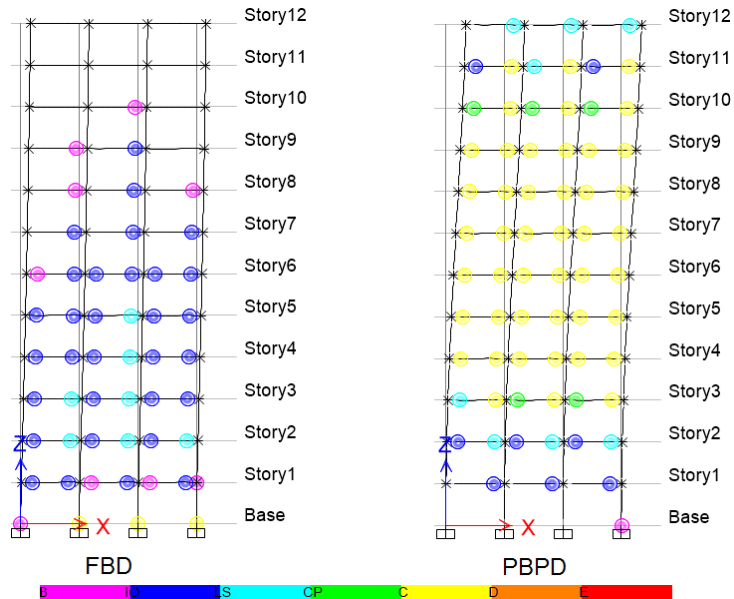 Story12
Story11
Story10
Story9
Story8
Story7
Story6
Story5
Story4
Story3
Story2
Story1
Base
Z
X
FBD
Story12
Story11
Story10
Story9
Story8
Story7
Story6
Story5
Story4
Story3
Story2
Story1
Base
Z
X
PBPD
B IO LS CP C D E